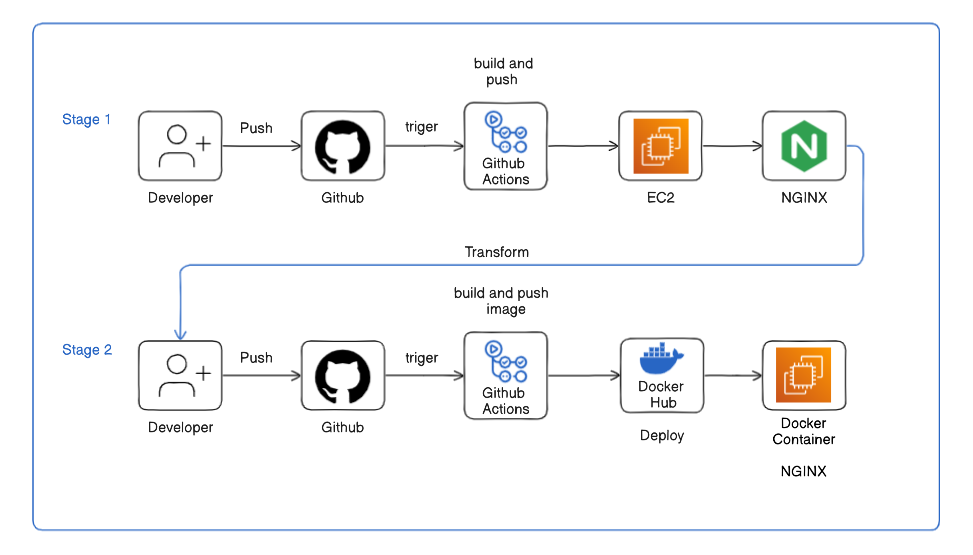 build and
push
Stage 1
Push
triger
Github
Actions
Developer
Github
EC2
NGINX
Transform
build and push
image
Stage 2
Push
triger
Github
Actions
Docker
Hub
Developer
Github
Deploy
Docker
Container
NGINX